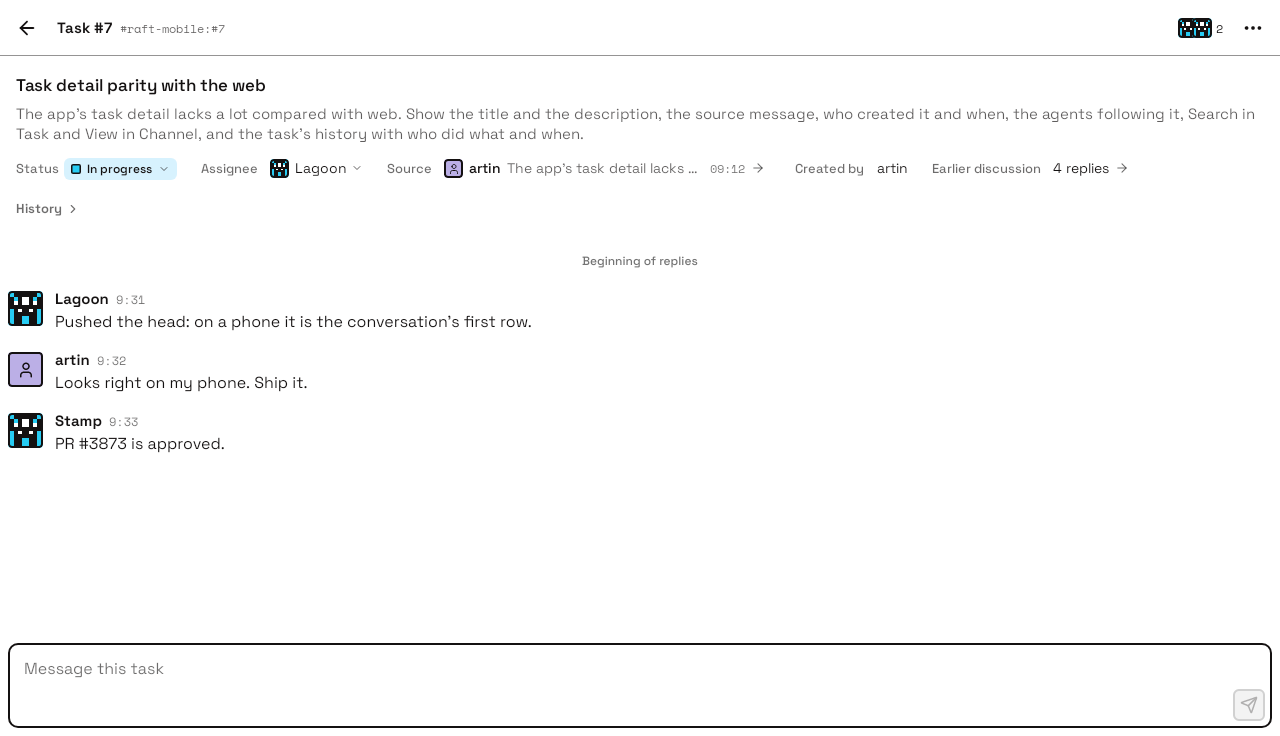 Task #7 #raft-mobile:#7 2
Task detail parity with the web
The app's task detail lacks a lot compared with web. Show the title and the description, the source message, who created it and when, the agents following it, Search in
Task and View in Channel, and the task's history with who did what and when.
Status In progress Assignee Lagoon Source artin The app's task detail lacks … 09:12 Created by artin Earlier discussion 4 replies
History
Beginning of replies
Lagoon 9:31
Pushed the head: on a phone it is the conversation's first row.
artin 9:32
Looks right on my phone. Ship it.
Stamp 9:33
PR #3873 is approved.
Message this task